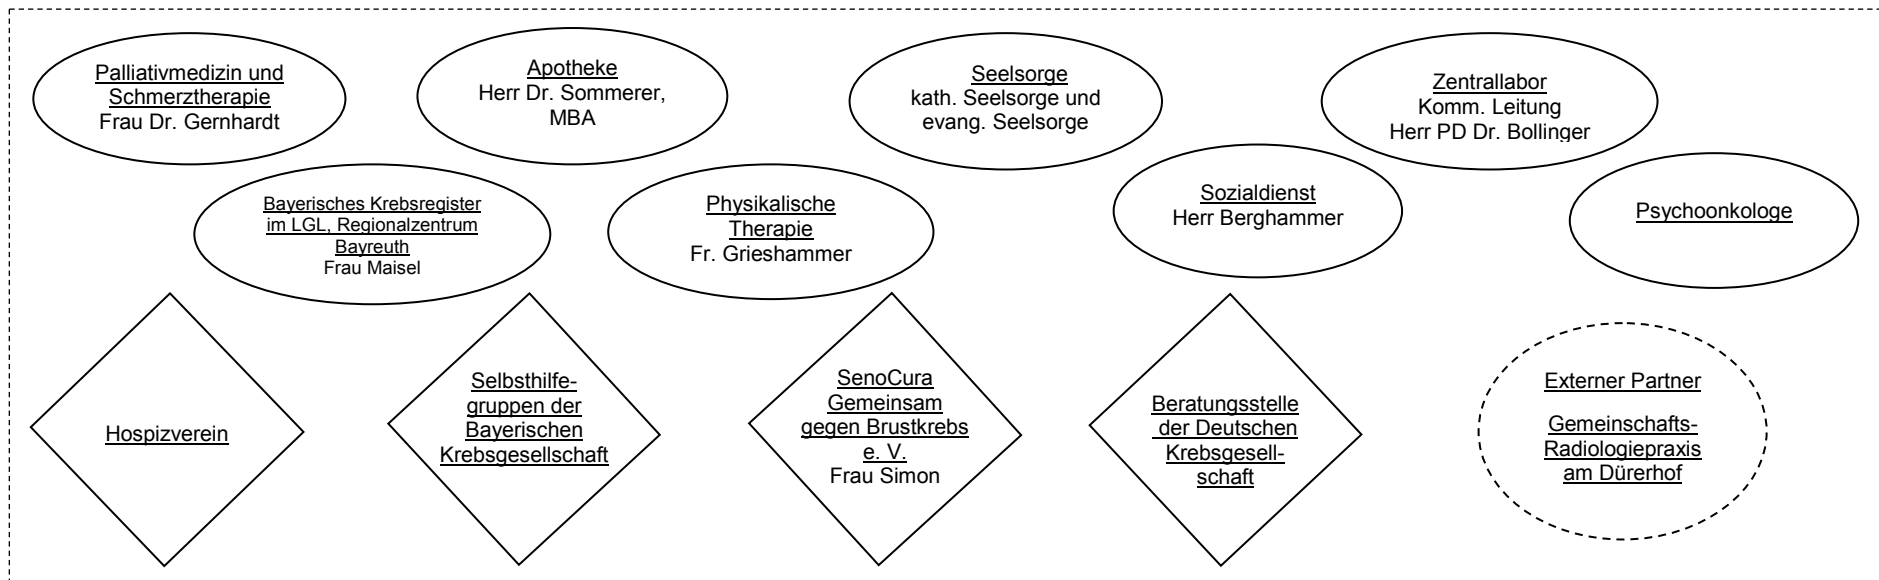 Palliativmedizin und
Schmerztherapie
Frau Dr. Gernhardt
Apotheke
Herr Dr. Sommerer,
MBA
Seelsorge
kath. Seelsorge und
evang. Seelsorge
Zentrallabor
Komm. Leitung
Herr PD Dr. Bollinger
Bayerisches Krebsregister
im LGL, Regionalzentrum
Bayreuth
Frau Maisel
Physikalische
Therapie
Fr. Grieshammer
Sozialdienst
Herr Berghammer
Psychoonkologe
Hospizverein
Selbsthilfe-
gruppen der
Bayerischen
Krebsgesellschaft
SenoCura
Gemeinsam
gegen Brustkrebs
e. V.
Frau Simon
Beratungsstelle
der Deutschen
Krebsgesell-
schaft
Externer Partner
Gemeinschafts-
Radiologiepraxis
am Dürerhof